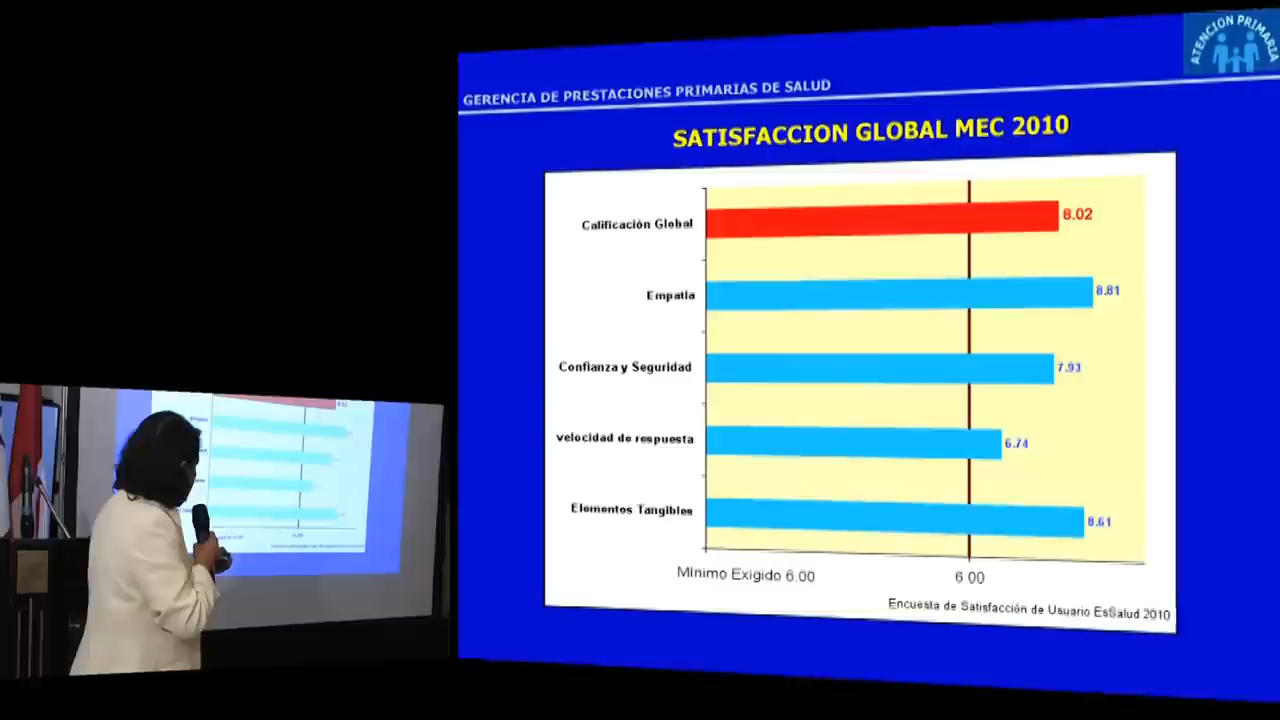 ATENCION PRIMARIA
GERENCIA DE PRESTACIONES PRIMARIAS DE SALUD
SATISFACCION GLOBAL MEC 2010
Calificación Global
8.02
Empatia
8.81
Confianza y Seguridad
7.93
velocidad de respuesta
6.74
Elementos Tangibles
8.61
Mínimo Exigido 6.00
6 00
Encuesta de Satisfacción de Usuario EsSalud 2010